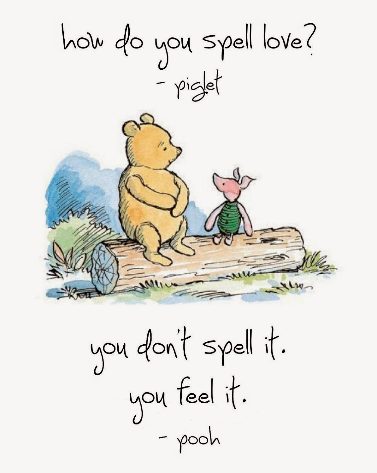 how do you spell love?
- piglet
you don't spell it.
you feel it.
- pooh